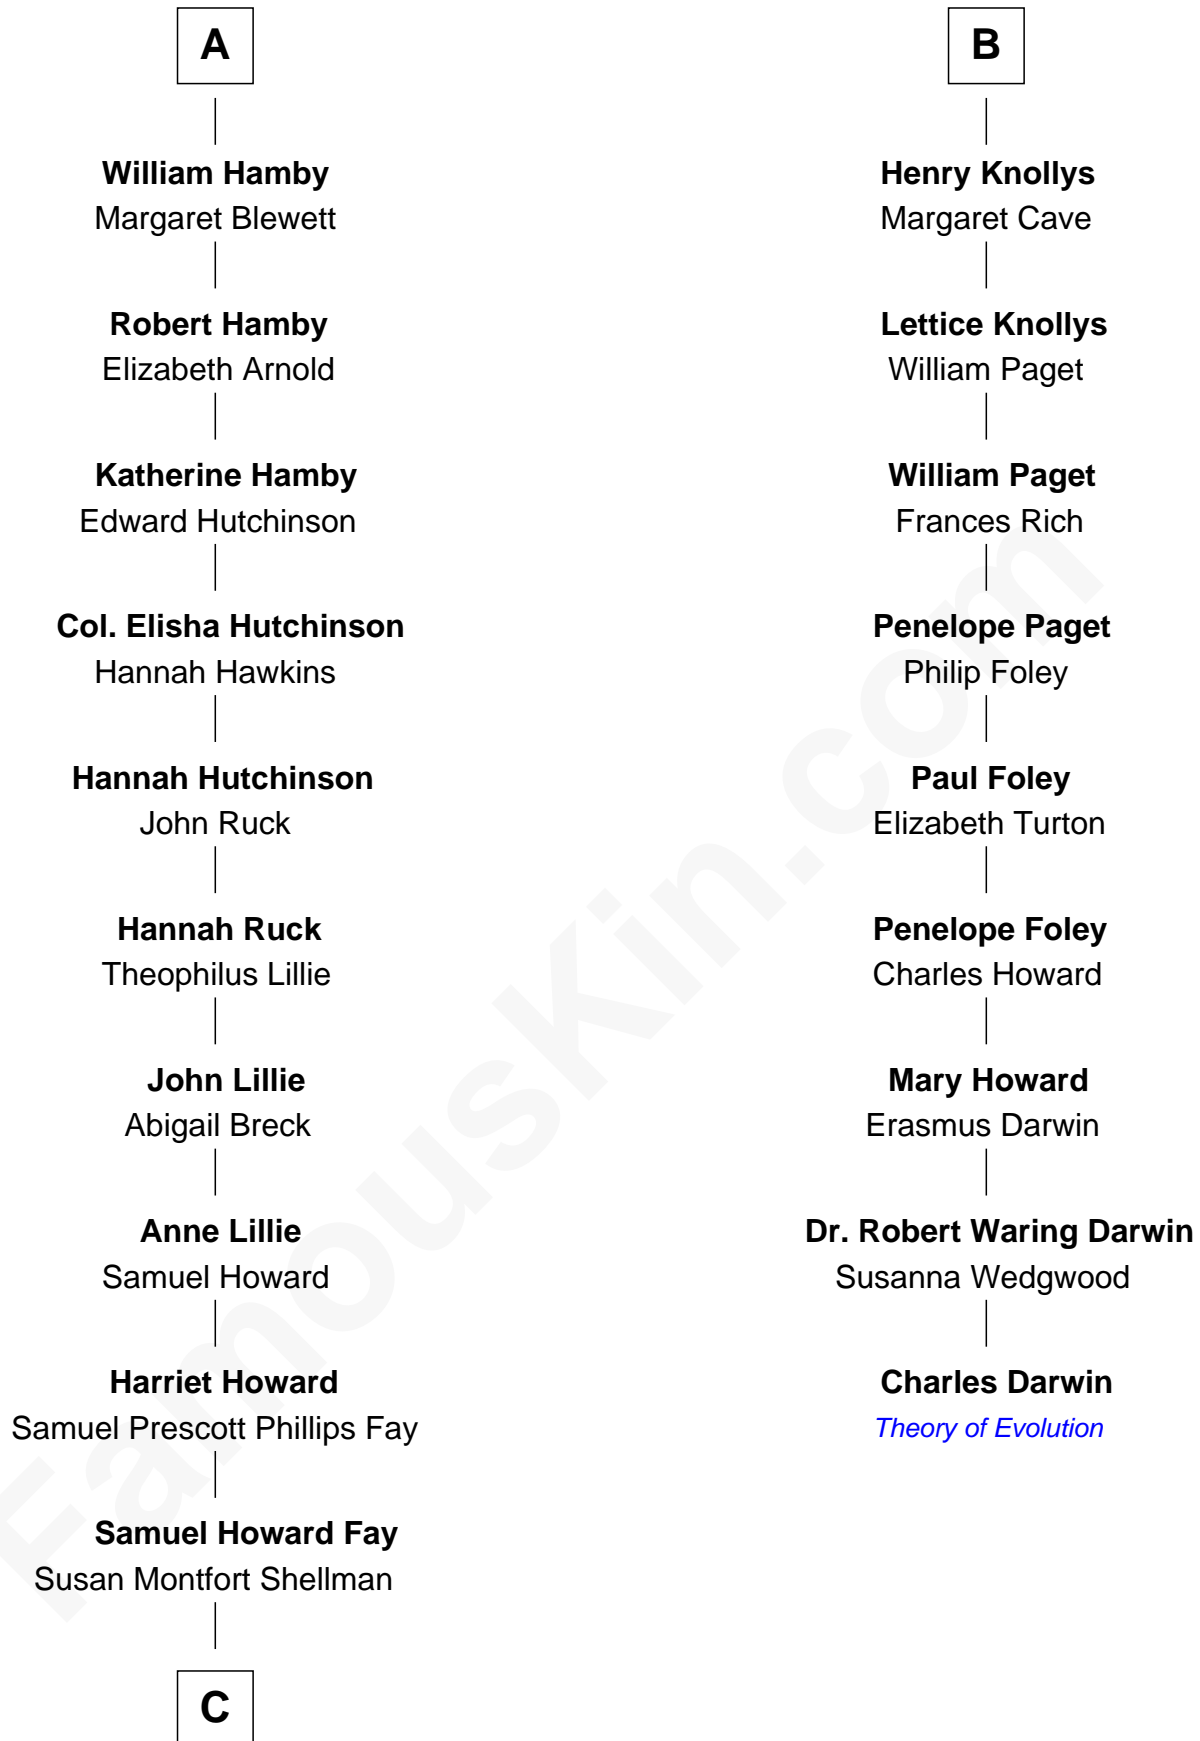 A
William Hamby
Margaret Blewett
Robert Hamby
Elizabeth Arnold
Katherine Hamby
Edward Hutchinson
Col. Elisha Hutchinson
Hannah Hawkins
Hannah Hutchinson
John Ruck
Hannah Ruck
Theophilus Lillie
John Lillie
Abigail Breck
Anne Lillie
Samuel Howard
Harriet Howard
Samuel Prescott Phillips Fay
Samuel Howard Fay
Susan Montfort Shellman
C
B
Henry Knollys
Margaret Cave
Lettice Knollys
William Paget
William Paget
Frances Rich
Penelope Paget
Philip Foley
Paul Foley
Elizabeth Turton
Penelope Foley
Charles Howard
Mary Howard
Erasmus Darwin
Dr. Robert Waring Darwin
Susanna Wedgwood
Charles Darwin
Theory of Evolution
FamousKin.com